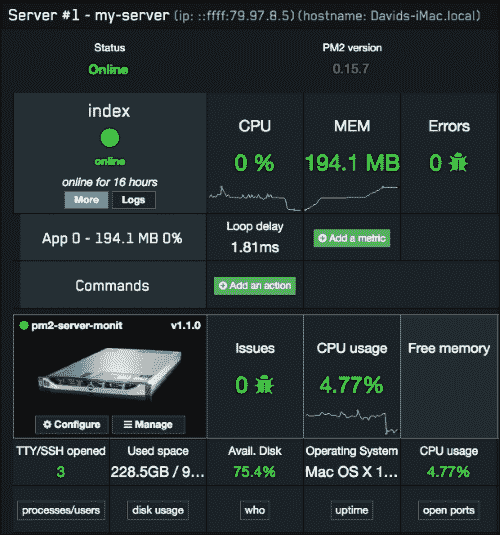 Server #1 - my-server (ip: ::ffff:79.97.8.5) (hostname: Davids-iMac.local)
Status PM2 version
Online 0.15.7
index CPU MEM Errors
online 0 % 194.1 MB 0
online for 16 hours
More Logs
App 0 - 194.1 MB 0% Loop delay Add a metric
1.81ms
Commands Add an action
pm2-server-monit v1.1.0
Issues CPU usage Free memory
0 4.77%
Configure Manage
TTY/SSH opened Used space Avail. Disk Operating System CPU usage
3 228.5GB / 9... 75.4% Mac OS X 1... 4.77%
processes/users disk usage who uptime open ports